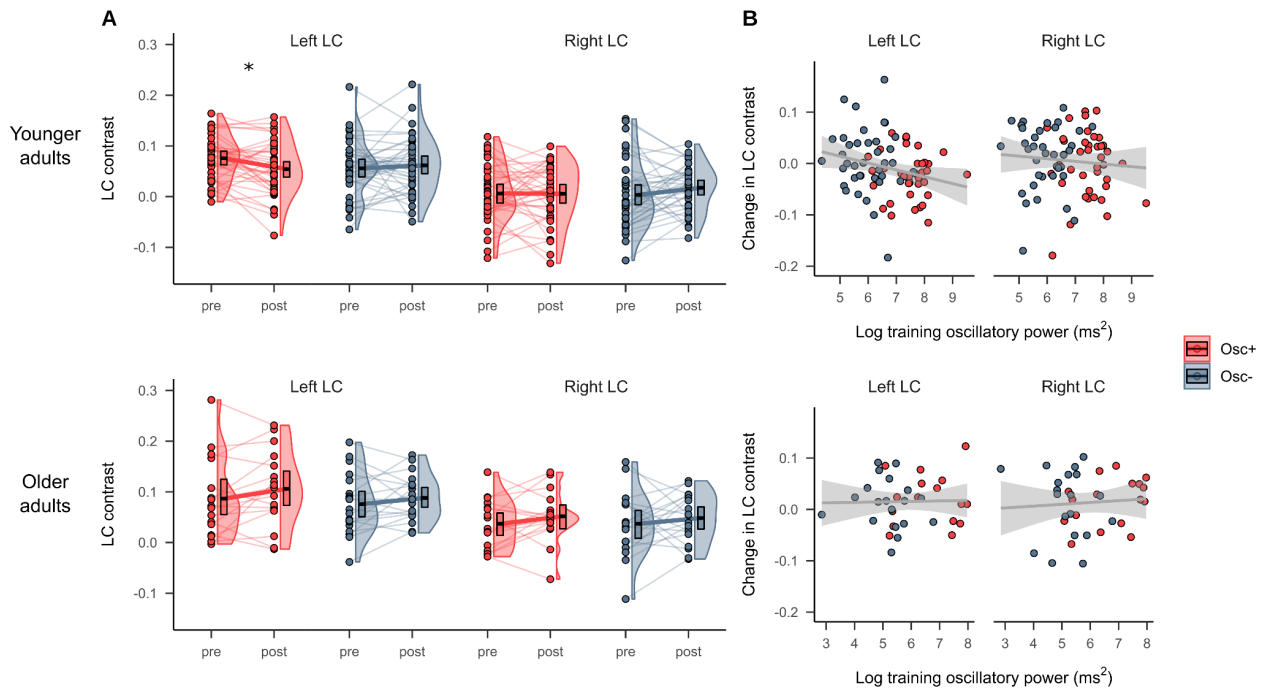 A
B
Left LC
Right LC
Left LC
Right LC
Younger
adults
LC contrast
0.3
0.2
0.1
0.0
-0.1
*
pre
post
pre
post
pre
post
pre
post
Change in LC contrast
0.1
0.0
-0.1
-0.2
5
6
7
8
9
5
6
7
8
9
Log training oscillatory power (ms²)
Osc+
Osc-
Left LC
Right LC
Left LC
Right LC
Older
adults
LC contrast
0.3
0.2
0.1
0.0
-0.1
pre
post
pre
post
pre
post
pre
post
Change in LC contrast
0.1
0.0
-0.1
-0.2
3
4
5
6
7
8
3
4
5
6
7
8
Log training oscillatory power (ms²)